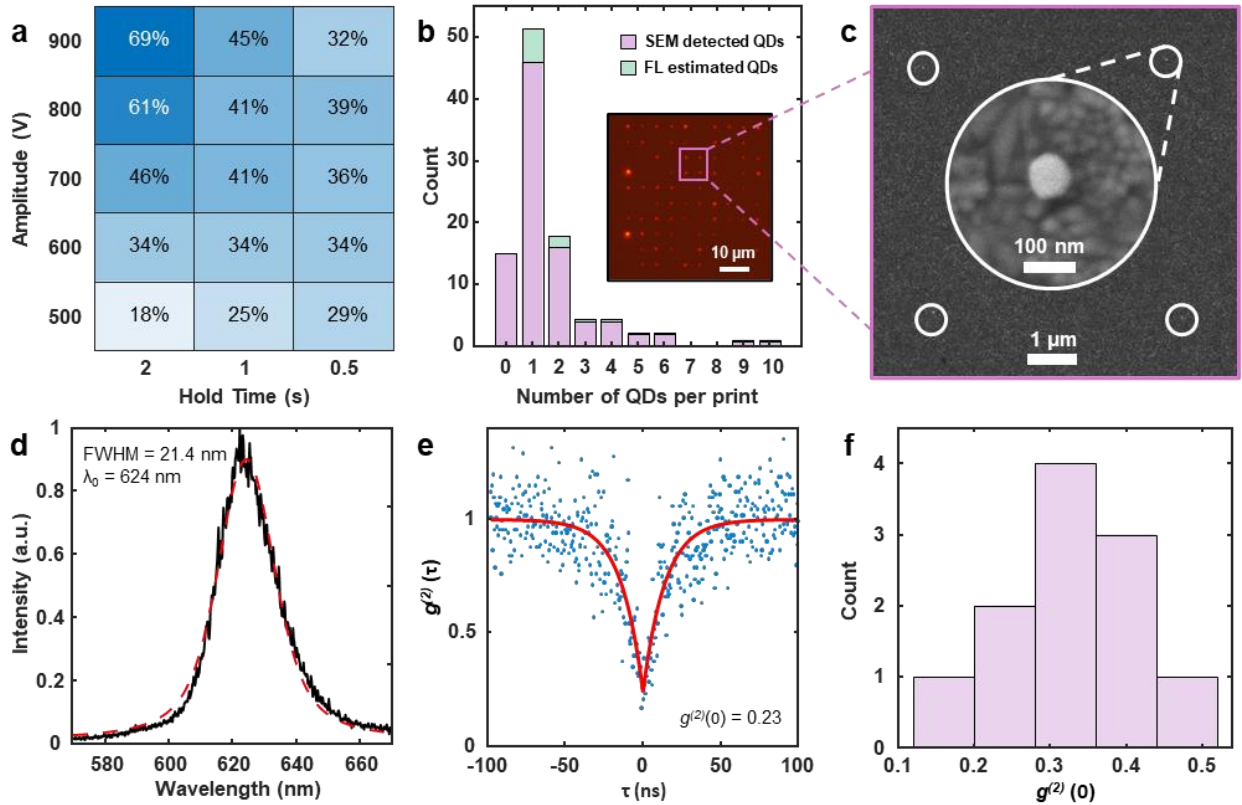 a
Amplitude (V)
900
69%
45%
32%
800
61%
41%
39%
700
46%
41%
36%
600
34%
34%
34%
500
18%
25%
29%
2
1
0.5
Hold Time (s)
b
Count
50
40
30
20
10
0
SEM detected QDs
FL estimated QDs
10 µm
0 1 2 3 4 5 6 7 8 9 10
Number of QDs per print
c
100 nm
1 µm
d
Intensity (a.u.)
1
0.8
0.6
0.4
0.2
0
FWHM = 21.4 nm
λ0 = 624 nm
580 600 620 640 660
Wavelength (nm)
e
g(2) (τ)
1
0.5
0
g(2)(0) = 0.23
-100 -50 0 50 100
τ (ns)
f
Count
4
3
2
1
0
0.1 0.2 0.3 0.4 0.5
g(2) (0)